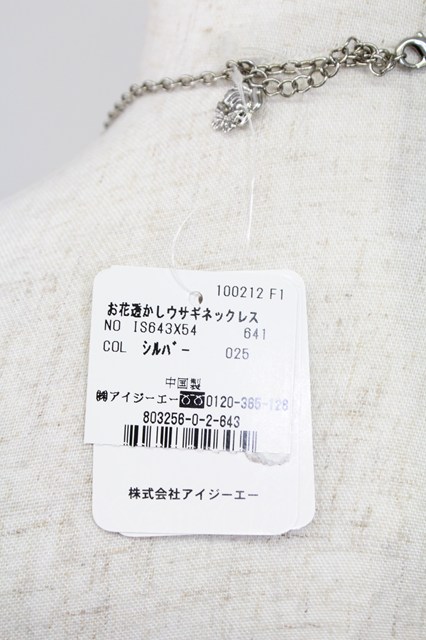 100212 F1
お花透かしウサギネックレス
NO IS643X54 641
COL シルバー 025
中国製
㈱アイジーエー 0120-385-128
803256-0-2-643
株式会社アイジーエー